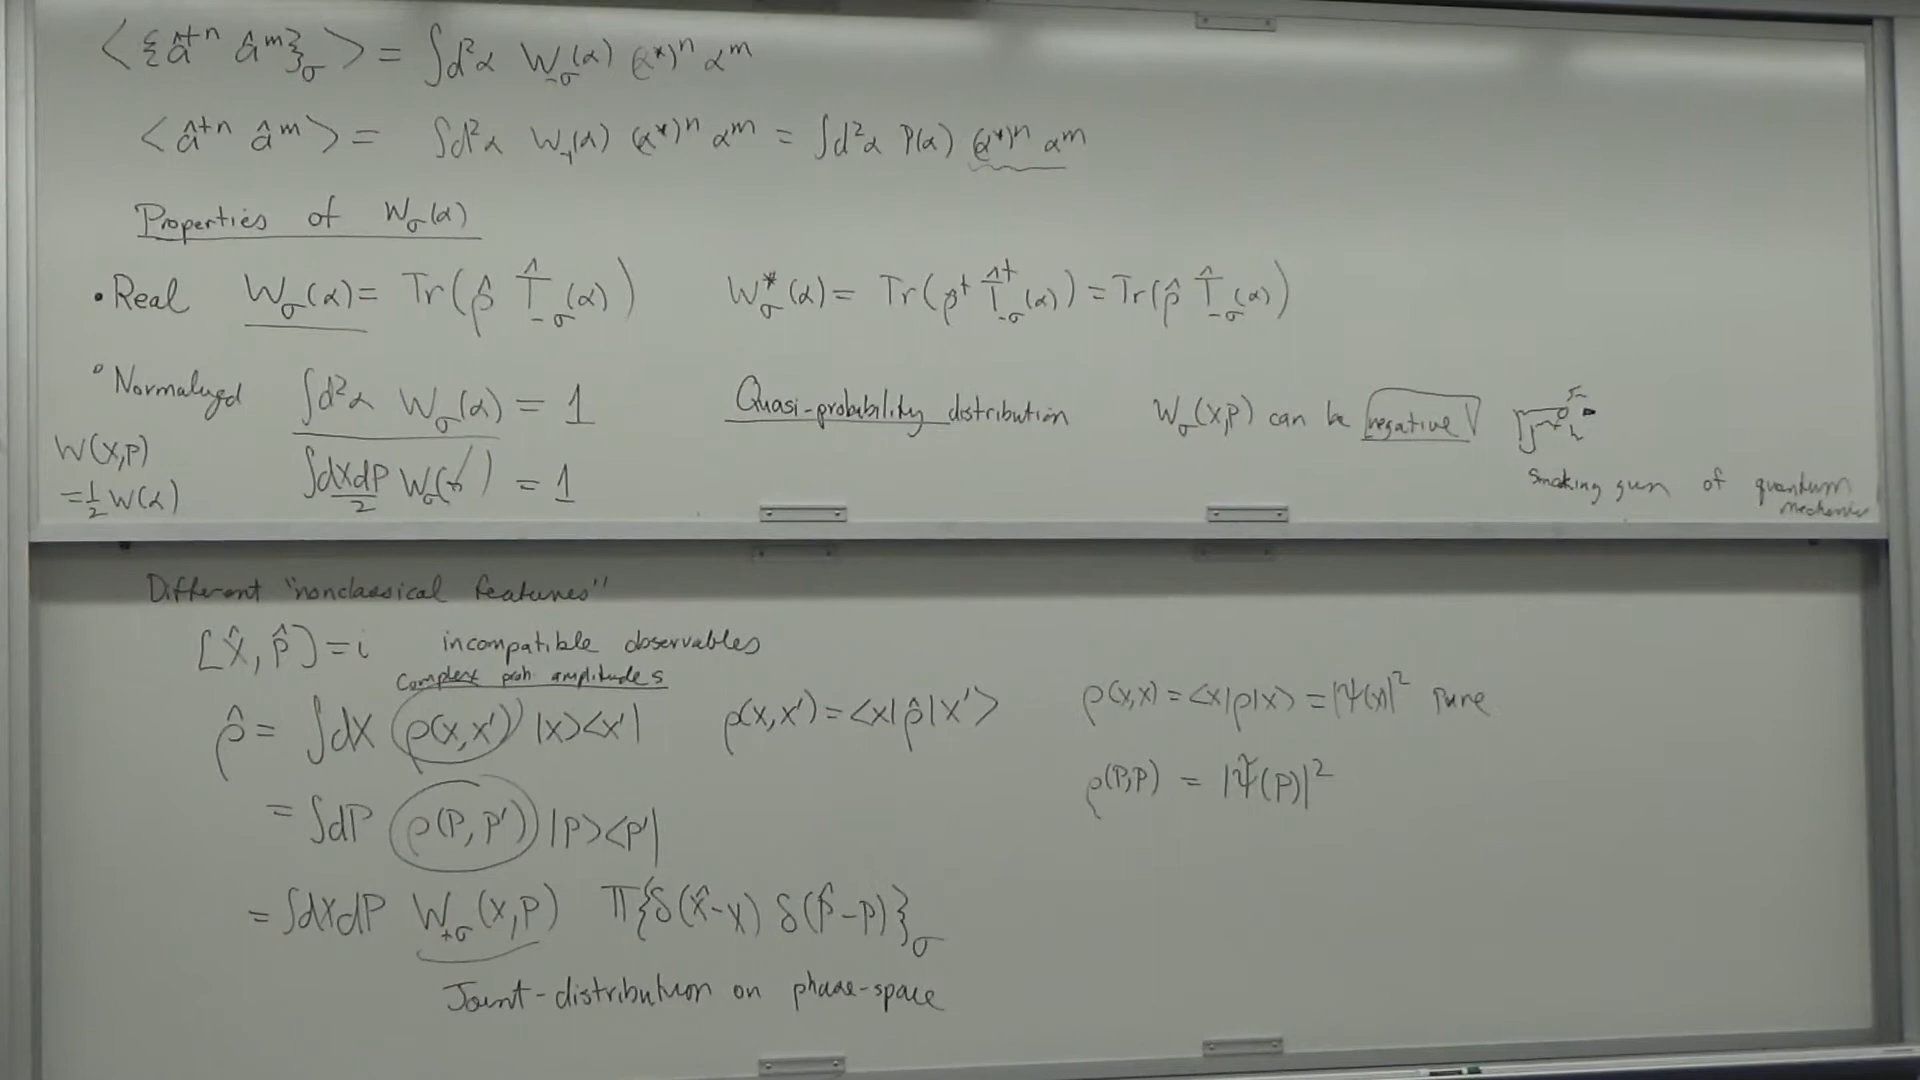 ⟨{â†ⁿ âᵐ}_σ⟩ = ∫d²α W_-σ(α) (α*)ⁿ αᵐ
⟨â†ⁿ âᵐ⟩ = ∫d²α W₊₁(α) (α*)ⁿ αᵐ = ∫d²α P(α) (α*)ⁿ αᵐ
Properties of W_σ(α)
• Real W_σ(α) = Tr(ρ̂ T̂_-σ(α)) W*_σ(α) = Tr(ρ̂† T̂†_-σ(α)) = Tr(ρ̂ T̂_-σ(α))
° Normalized ∫d²α W_σ(α) = 1 Quasi-probability distribution W_σ(X,P) can be negative!
W(X,P) = ½ W(α)
∫dXdP/2 W_σ( ) = 1
Smoking gun of quantum mechanics
Different "nonclassical features"
[X̂, P̂] = i incompatible observables
Complex prob. amplitudes
ρ̂ = ∫dX ρ(X,X') |X><X'| ρ(X,X') = <X|ρ̂|X'> ρ(X,X) = <X|ρ|X> = |Ψ(X)|² Pure
= ∫dP ρ(P,P') |P><P'| ρ(P,P) = |Ψ̃(P)|²
= ∫dXdP W_+σ(X,P) π{δ(X̂-X) δ(P̂-P)}_σ
Joint-distribution on phase-space